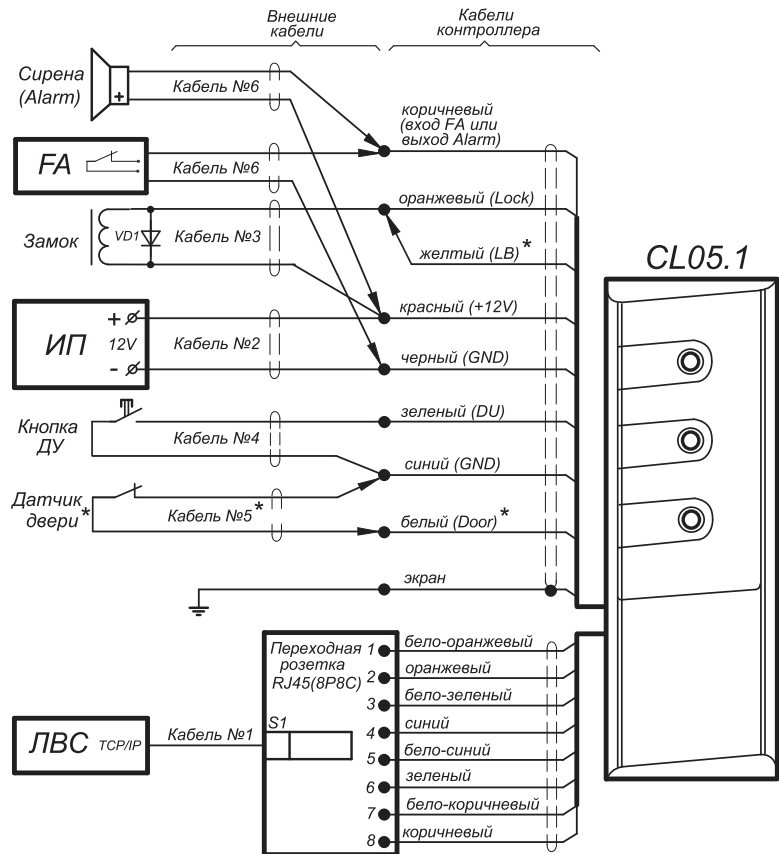 Внешние
кабели
Кабели
контроллера
Сирена
(Alarm)
+
Кабель №6
коричневый
(вход FA или
выход Alarm)
FA
Кабель №6
оранжевый (Lock)
Замок
VD1
Кабель №3
желтый (LB)*
CL05.1
красный (+12V)
ИП
+
12V
-
Кабель №2
черный (GND)
зеленый (DU)
Кнопка
ДУ
Кабель №4
синий (GND)
Датчик
двери*
Кабель №5*
белый (Door)*
экран
Переходная
розетка
RJ45(8P8C)
S1
1 бело-оранжевый
2 оранжевый
3 бело-зеленый
4 синий
5 бело-синий
6 зеленый
7 бело-коричневый
8 коричневый
ЛВС TCP/IP
Кабель №1